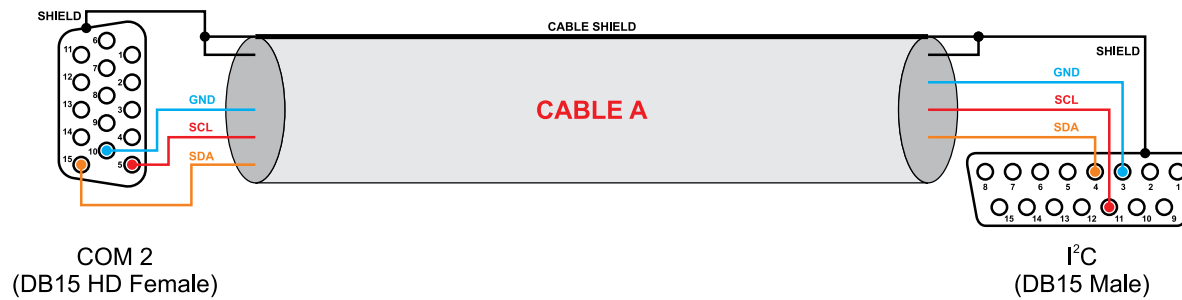 SHIELD
CABLE SHIELD
6
11
1
SHIELD
7
12
2
GND
8
13
3
GND
CABLE A
SCL
9
14
4
SCL
SDA
10
15
5
SDA
8 7 6 5 4 3 2 1
15 14 13 12 11 10 9
COM 2
(DB15 HD Female)
I²C
(DB15 Male)